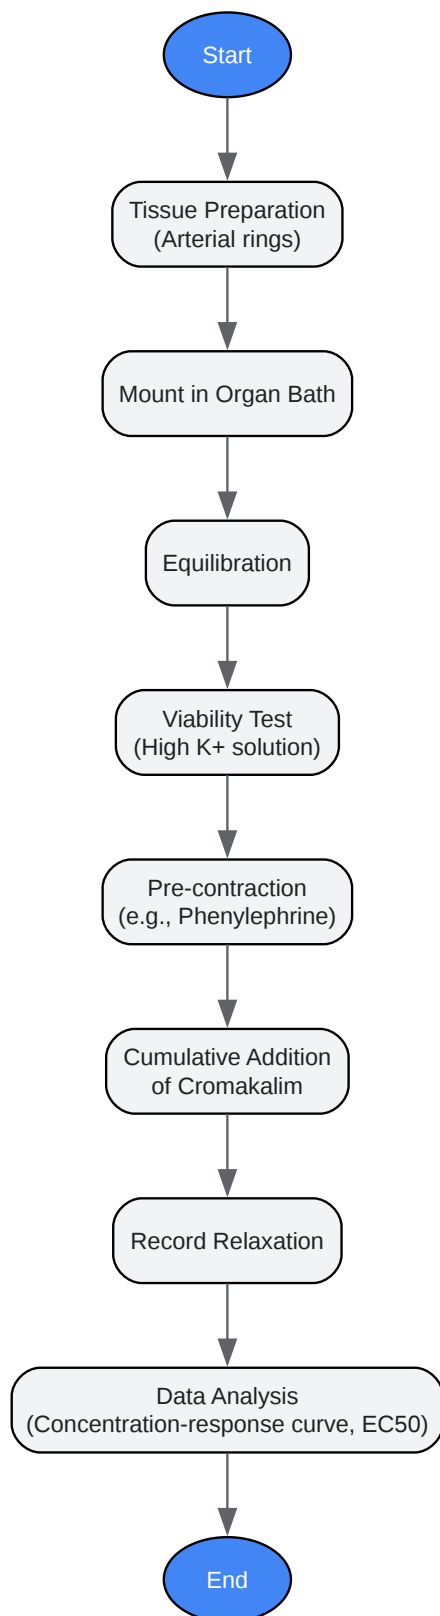 Start
Tissue Preparation
(Arterial rings)
Mount in Organ Bath
Equilibration
Viability Test
(High K+ solution)
Pre-contraction
(e.g., Phenylephrine)
Cumulative Addition
of Cromakalim
Record Relaxation
Data Analysis
(Concentration-response curve, EC50)
End